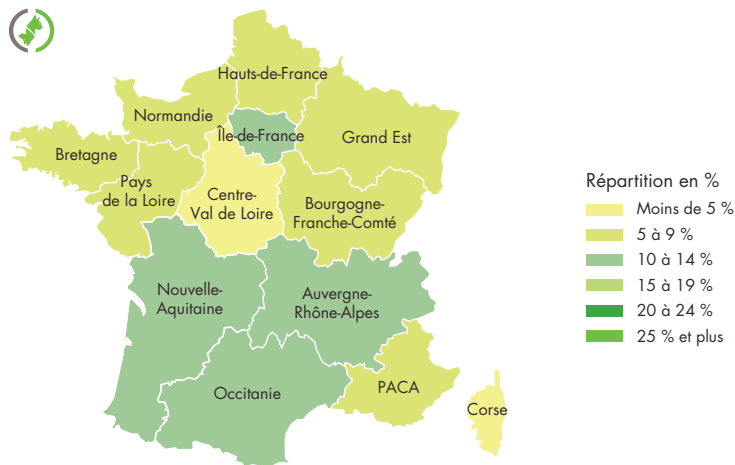 Hauts-de-France
Normandie
Île-de-France
Grand Est
Bretagne
Pays
de la Loire
Centre-
Val de Loire
Bourgogne-
Franche-Comté
Nouvelle-
Aquitaine
Auvergne-
Rhône-Alpes
Occitanie
PACA
Corse
Répartition en %
Moins de 5 %
5 à 9 %
10 à 14 %
15 à 19 %
20 à 24 %
25 % et plus